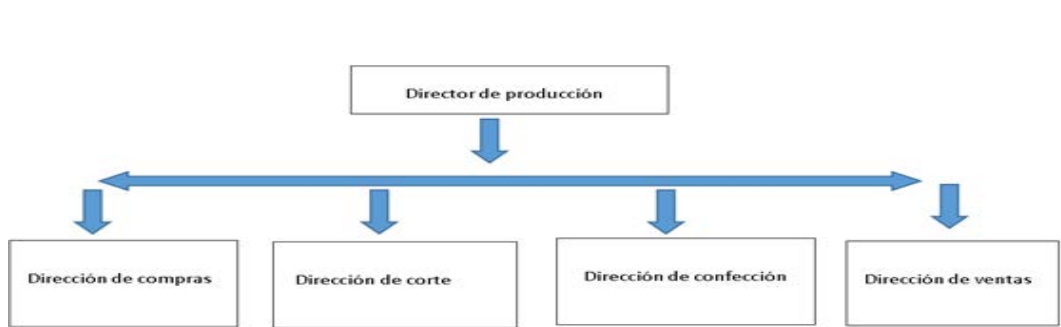 Director de producción
Dirección de compras
Dirección de corte
Dirección de confección
Dirección de ventas